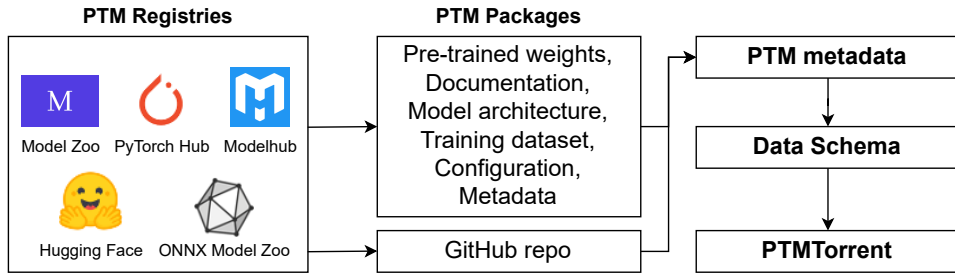 PTM Registries
M
Model Zoo
PyTorch Hub
Modelhub
Hugging Face
ONNX Model Zoo
PTM Packages
Pre-trained weights,
Documentation,
Model architecture,
Training dataset,
Configuration,
Metadata
GitHub repo
PTM metadata
Data Schema
PTMTorrent